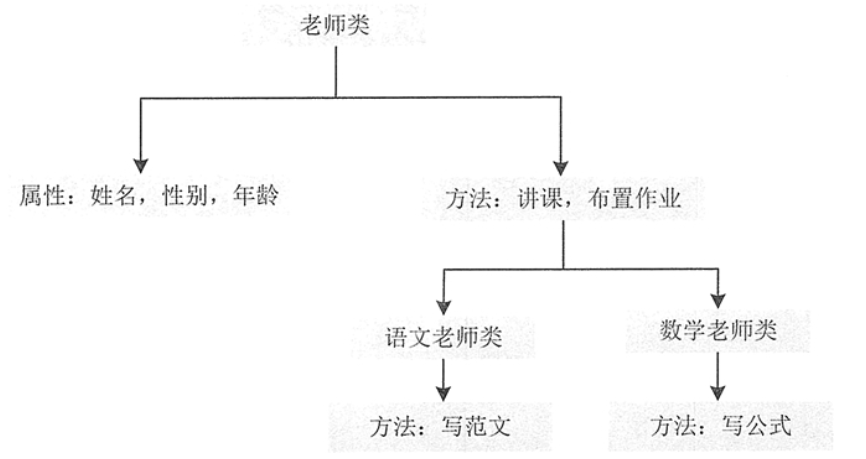 老师类
属性：姓名，性别，年龄
方法：讲课，布置作业
语文老师类
数学老师类
方法：写范文
方法：写公式